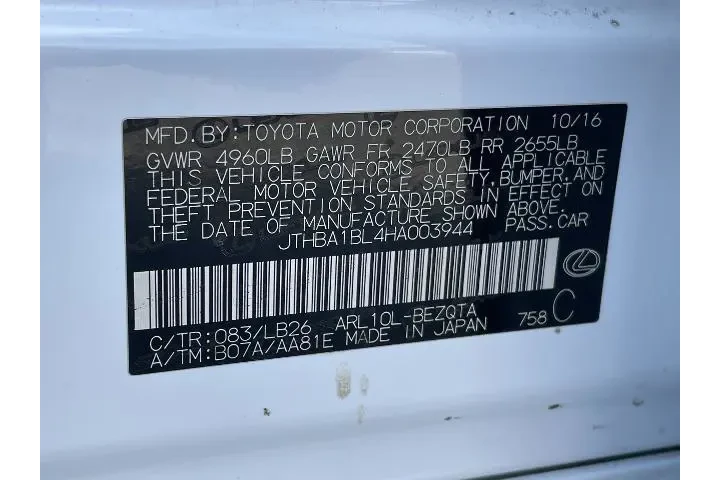 MFD. BY: TOYOTA MOTOR CORPORATION 10/16
GVWR 4960LB GAWR FR 2470LB RR 2655LB
THIS VEHICLE CONFORMS TO ALL APPLICABLE
FEDERAL MOTOR VEHICLE SAFETY, BUMPER, AND
THEFT PREVENTION STANDARDS IN EFFECT ON
THE DATE OF MANUFACTURE SHOWN ABOVE.
JTHBA1BL4HA003944 PASS.CAR
C/TR: 083/LB26 ARL10L-BEZQTA 758 C
A/TM: B07A/AA81E MADE IN JAPAN